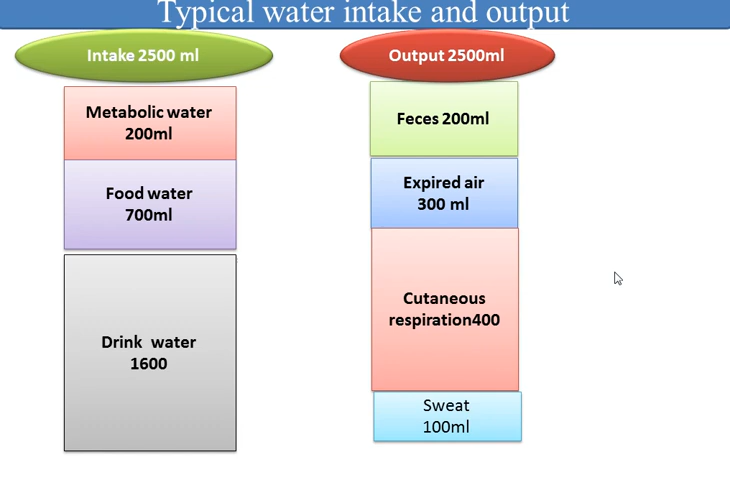 Typical water intake and output
Intake 2500 ml
Output 2500ml
Metabolic water
200ml
Food water
700ml
Drink water
1600
Feces 200ml
Expired air
300 ml
Cutaneous
respiration400
Sweat
100ml